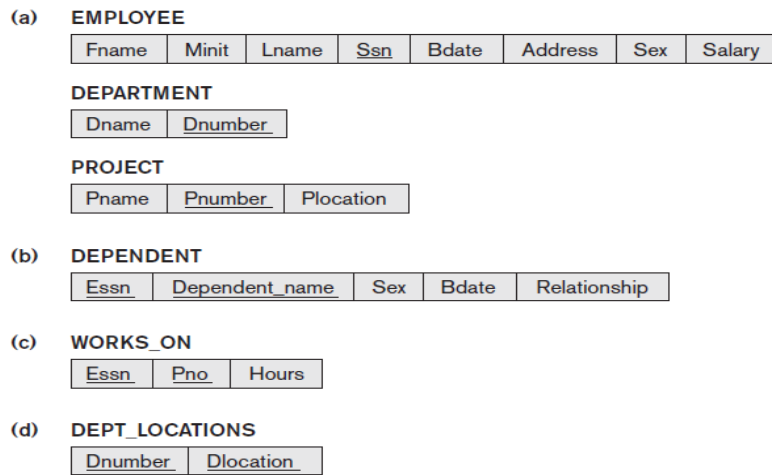 (a) EMPLOYEE
Fname Minit Lname Ssn Bdate Address Sex Salary
DEPARTMENT
Dname Dnumber
PROJECT
Pname Pnumber Plocation
(b) DEPENDENT
Essn Dependent_name Sex Bdate Relationship
(c) WORKS_ON
Essn Pno Hours
(d) DEPT_LOCATIONS
Dnumber Dlocation